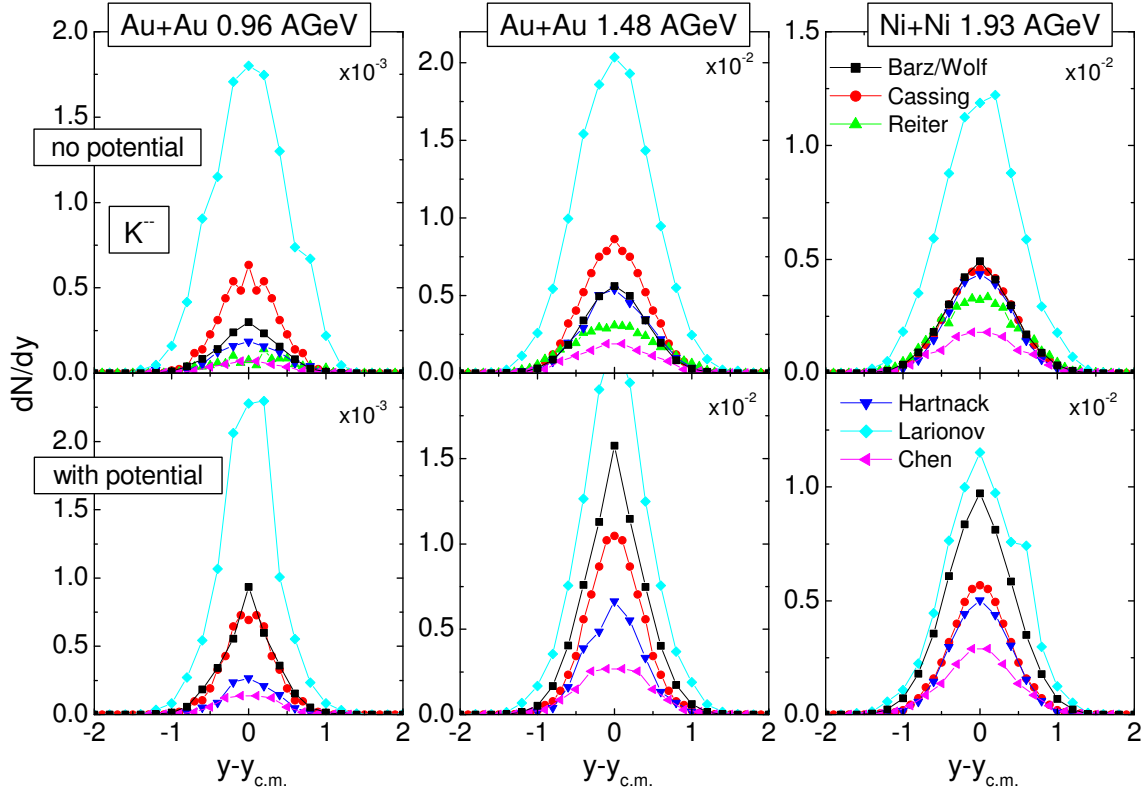 Au+Au 0.96 AGeV
Au+Au 1.48 AGeV
Ni+Ni 1.93 AGeV
2.0
1.5
1.0
0.5
0.0
x10-3
no potential
K--
2.0
1.5
1.0
0.5
0.0
x10-2
1.5
1.0
0.5
0.0
Barz/Wolf
x10-2
Cassing
Reiter
dN/dy
2.0
1.5
1.0
0.5
0.0
x10-3
with potential
1.5
1.0
0.5
0.0
x10-2
1.0
0.5
0.0
Hartnack
x10-2
Larionov
Chen
-2 -1 0 1 2
-2 -1 0 1 2
-2 -1 0 1 2
y-yc.m.
y-yc.m.
y-yc.m.